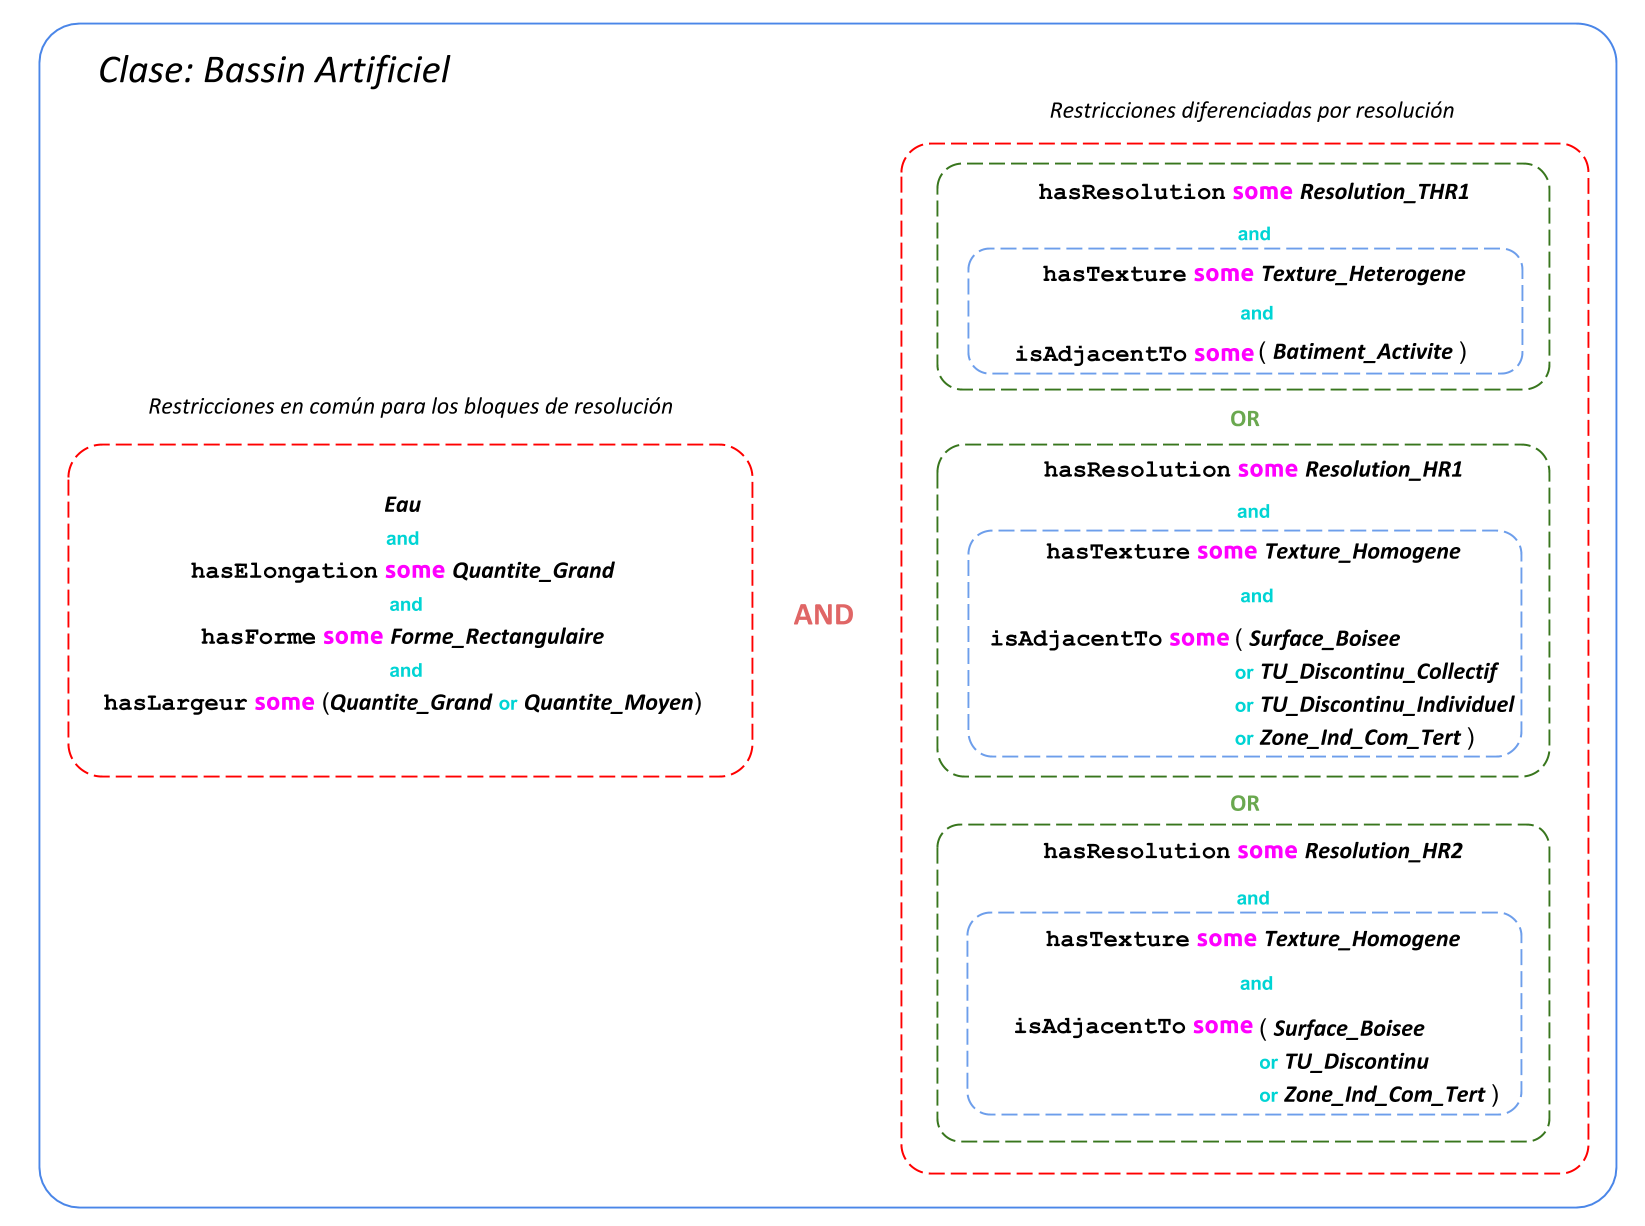 Clase: Bassin Artificiel
Restricciones en común para los bloques de resolución
Eau
and
hasElongation some Quantite_Grand
and
hasForme some Forme_Rectangulaire
and
hasLargeur some (Quantite_Grand or Quantite_Moyen)
AND
Restricciones diferenciadas por resolución
hasResolution some Resolution_THR1
and
hasTexture some Texture_Heterogene
and
isAdjacentTo some ( Batiment_Activite )
OR
hasResolution some Resolution_HR1
and
hasTexture some Texture_Homogene
and
isAdjacentTo some ( Surface_Boisee
or TU_Discontinu_Collectif
or TU_Discontinu_Individuel
or Zone_Ind_Com_Tert )
OR
hasResolution some Resolution_HR2
and
hasTexture some Texture_Homogene
and
isAdjacentTo some ( Surface_Boisee
or TU_Discontinu
or Zone_Ind_Com_Tert )